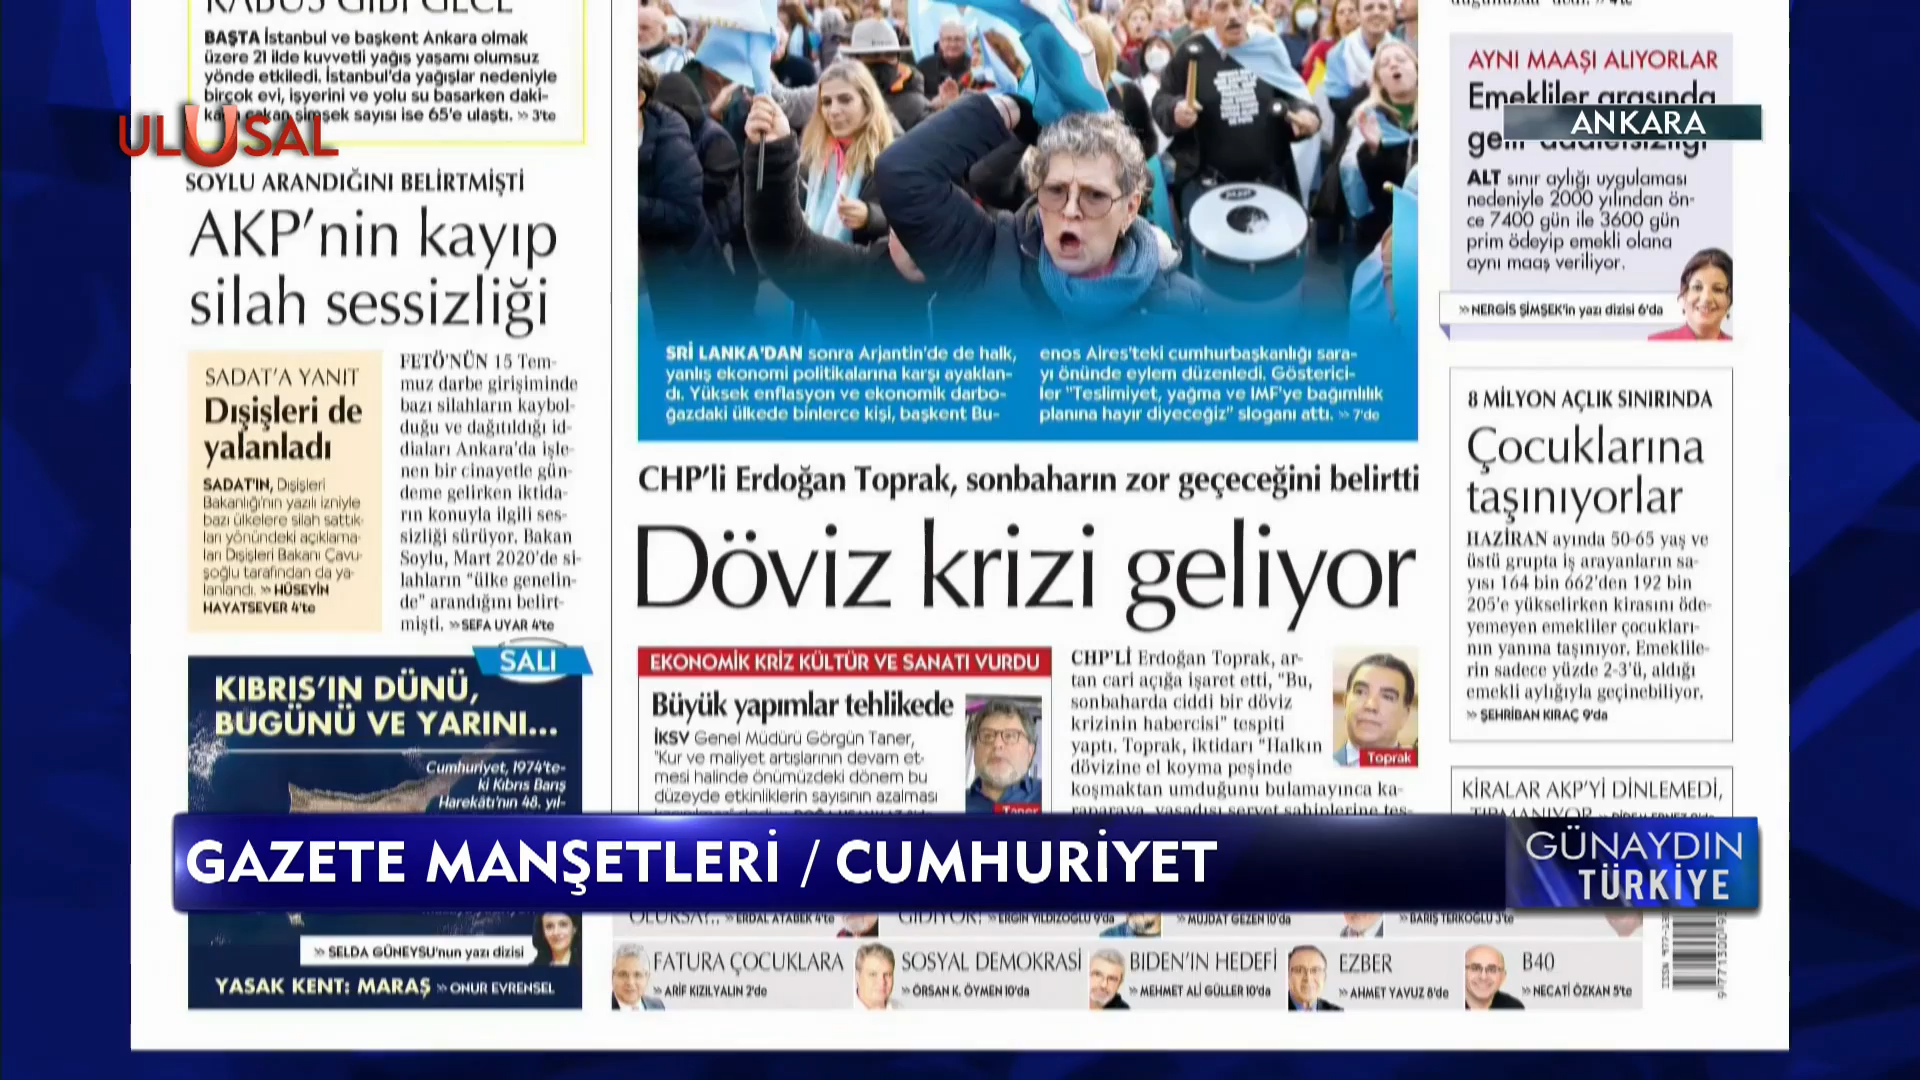 KABUS GİBİ GECE
BAŞTA İstanbul ve başkent Ankara olmak
üzere 21 ilde kuvvetli yağış yaşamı olumsuz
yönde etkiledi. İstanbul'da yağışlar nedeniyle
birçok evi, işyerini ve yolu su basarken daki-
çakan şimşek sayısı ise 65'e ulaştı. » 3'te
ULUSAL
SOYLU ARANDIĞINI BELİRTMİŞTİ
AKP'nin kayıp
silah sessizliği
SADAT'A YANIT
Dışişleri de
yalanladı
SADAT'IN, Dışişleri
Bakanlığı'nın yazılı izniyle
bazı ülkelere silah sattık-
ları yönündeki açıklama-
ları Dışişleri Bakanı Çavu-
şoğlu tarafından da ya-
lanlandı. » HÜSEYİN
HAYATSEVER 4'te
FETÖ'NÜN 15 Tem-
muz darbe girişiminde
bazı silahların kaybol-
duğu ve dağıtıldığı id-
diaları Ankara'da işle-
nen bir cinayetle gün-
deme gelirken iktida-
rın konuyla ilgili ses-
sizliği sürüyor. Bakan
Soylu, Mart 2020'de si-
lahların "ülke genelin-
de" arandığını belirt-
mişti. » SEFA UYAR 4'te
SALI
KIBRIS'IN DÜNÜ,
BUGÜNÜ VE YARINI...
Cumhuriyet, 1974'te-
ki Kıbrıs Barış
Harekâtı'nın 48. yıl-
» SELDA GÜNEYSU'nun yazı dizisi
YASAK KENT: MARAŞ » ONUR EVRENSEL
SRİ LANKA'DAN sonra Arjantin'de de halk,
yanlış ekonomi politikalarına karşı ayaklan-
dı. Yüksek enflasyon ve ekonomik darbo-
ğazdaki ülkede binlerce kişi, başkent Bu-
enos Aires'teki cumhurbaşkanlığı sara-
yı önünde eylem düzenledi. Gösterici-
ler "Teslimiyet, yağma ve IMF'ye bağımlılık
planına hayır diyeceğiz" sloganı attı. » 7'de
CHP'li Erdoğan Toprak, sonbaharın zor geçeceğini belirtti
Döviz krizi geliyor
EKONOMİK KRİZ KÜLTÜR VE SANATI VURDU
Büyük yapımlar tehlikede
İKSV Genel Müdürü Görgün Taner,
"Kur ve maliyet artışlarının devam et-
mesi halinde önümüzdeki dönem bu
düzeyde etkinliklerin sayısının azalması
Taner
CHP'Lİ Erdoğan Toprak, ar-
tan cari açığa işaret etti, "Bu,
sonbaharda ciddi bir döviz
krizinin habercisi" tespiti
yaptı. Toprak, iktidarı "Halkın
dövizine el koyma peşinde
koşmaktan umduğunu bulamayınca ka-
raparaya, yasadışı servet sahiplerine tes-
Toprak
AYNI MAAŞI ALIYORLAR
Emekliler arasında
gelir adaletsizliği
ANKARA
ALT sınır aylığı uygulaması
nedeniyle 2000 yılından ön-
ce 7400 gün ile 3600 gün
prim ödeyip emekli olana
aynı maaş veriliyor.
» NERGİS ŞİMŞEK'in yazı dizisi 6'da
8 MİLYON AÇLIK SINIRINDA
Çocuklarına
taşınıyorlar
HAZİRAN ayında 50-65 yaş ve
üstü grupta iş arayanların sa-
yısı 164 bin 662'den 192 bin
205'e yükselirken kirasını öde-
yemeyen emekliler çocukları-
nın yanına taşınıyor. Emeklile-
rin sadece yüzde 2-3'ü, aldığı
emekli aylığıyla geçinebiliyor.
» ŞEHRİBAN KIRAÇ 9'da
KİRALAR AKP'Yİ DİNLEMEDİ,
TIRMANIYOR
GAZETE MANŞETLERİ / CUMHURİYET
GÜNAYDIN
TÜRKİYE
OLURSA?.. » ERDAL ATABEK 4'te
GİDİYOR? » ERGİN YILDIZOĞLU 9'da
» MÜJDAT GEZEN 10'da
» BARIŞ TERKOĞLU 3'te
FATURA ÇOCUKLARA
» ARİF KIZILYALIN 2'de
SOSYAL DEMOKRASİ
» ÖRSAN K. ÖYMEN 10'da
BIDEN'IN HEDEFİ
» MEHMET ALİ GÜLLER 10'da
EZBER
» AHMET YAVUZ 8'de
B40
» NECATİ ÖZKAN 5'te